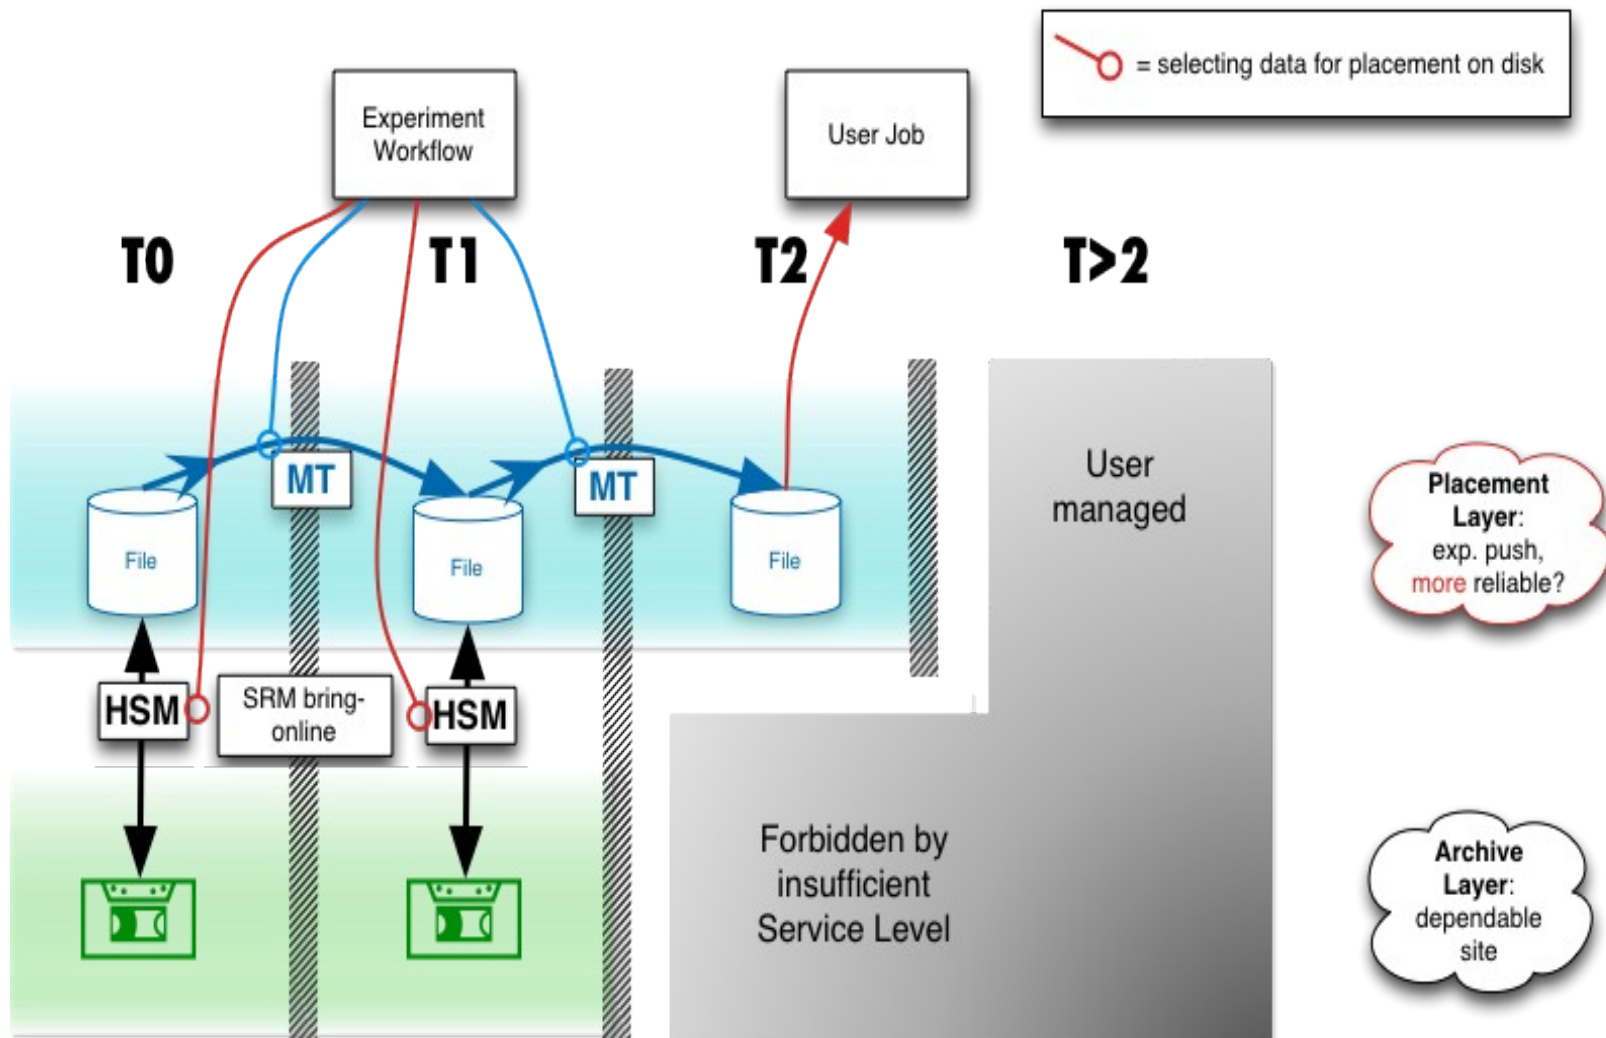 = selecting data for placement on disk
Experiment
Workflow
User Job
T0
T1
T2
T>2
MT
MT
File
File
File
User
managed
Placement
Layer:
exp. push,
more reliable?
HSM
SRM bring-
online
HSM
Forbidden by
insufficient
Service Level
Archive
Layer:
dependable
site